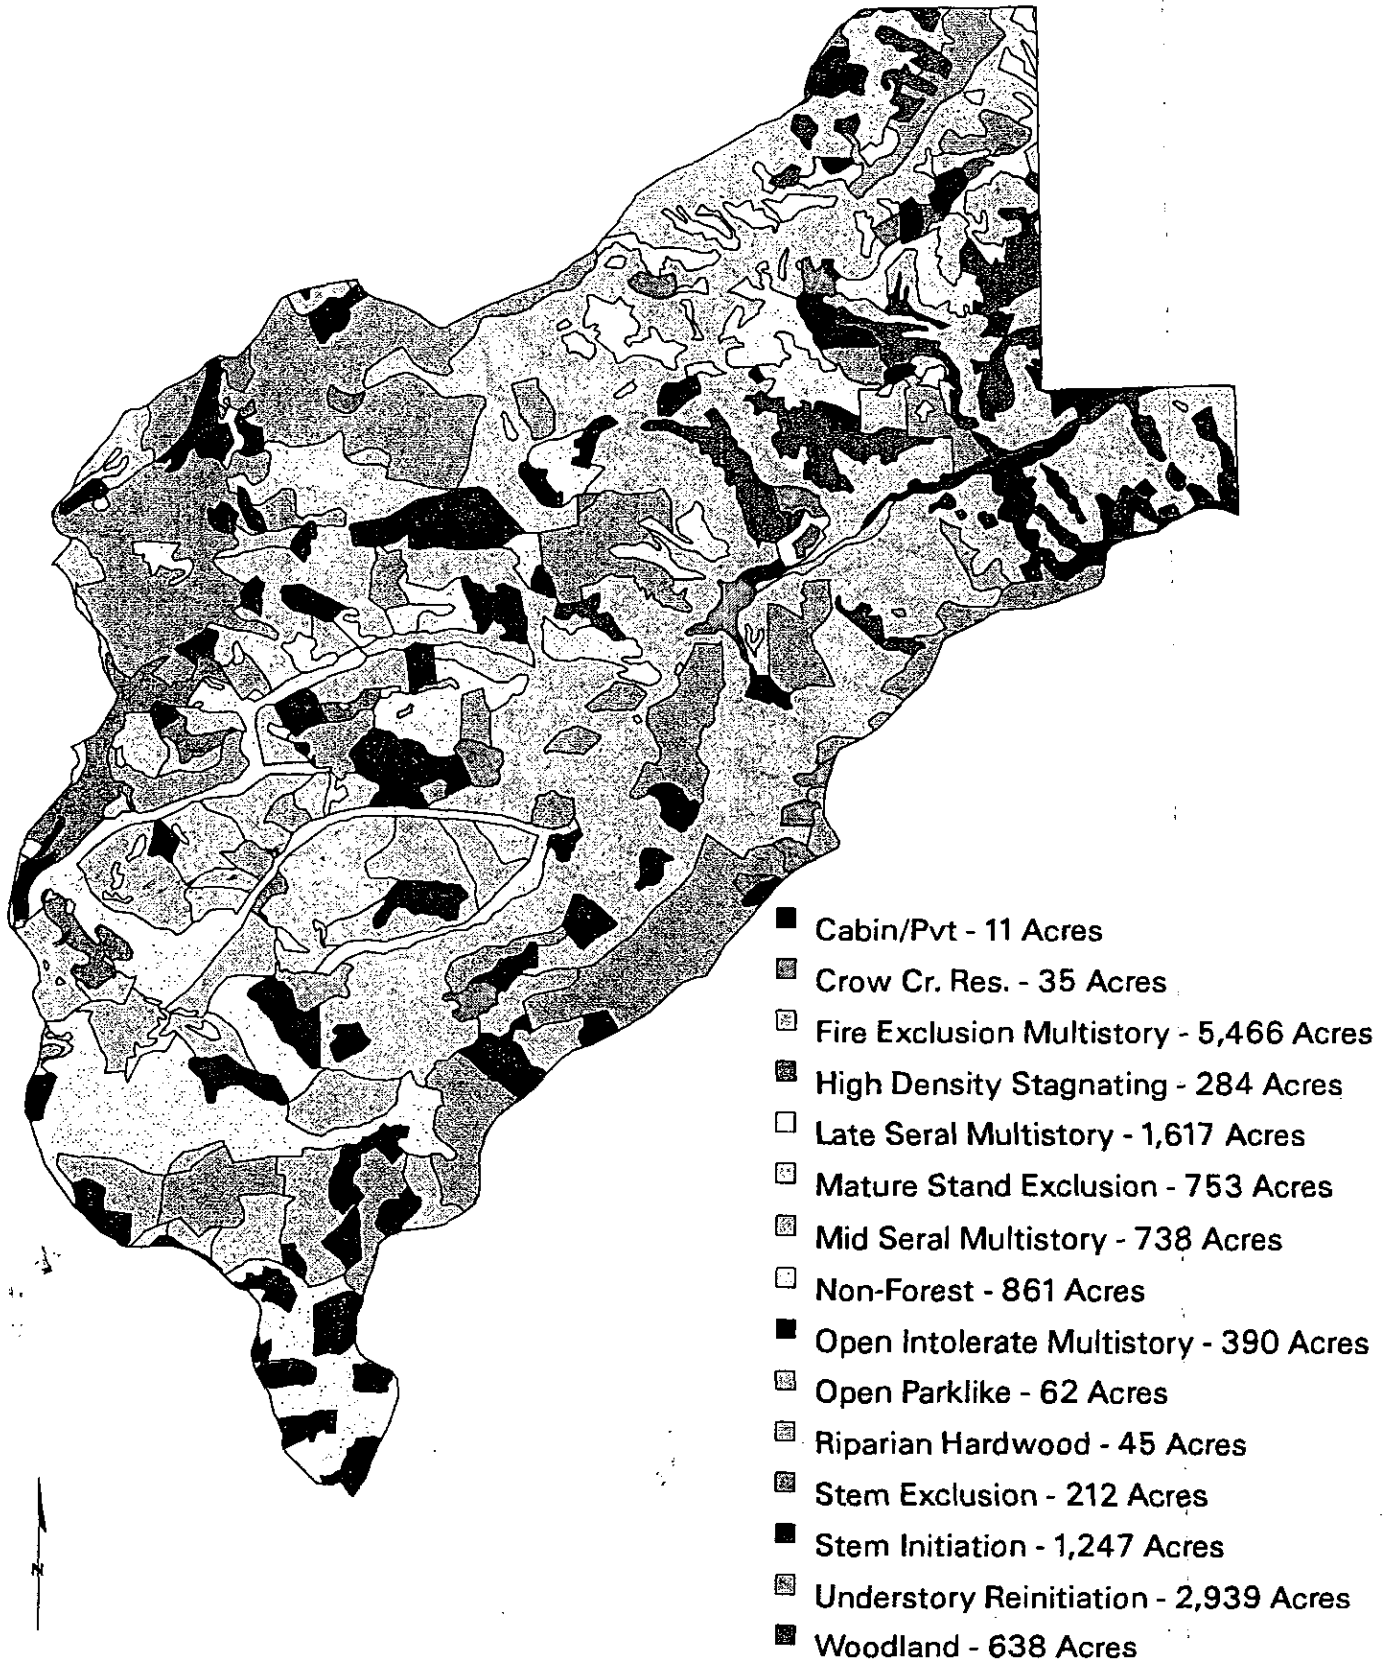 Cabin/Pvt - 11 Acres
Crow Cr. Res. - 35 Acres
Fire Exclusion Multistory - 5,466 Acres
High Density Stagnating - 284 Acres
Late Seral Multistory - 1,617 Acres
Mature Stand Exclusion - 753 Acres
Mid Seral Multistory - 738 Acres
Non-Forest - 861 Acres
Open Intolerate Multistory - 390 Acres
Open Parklike - 62 Acres
Riparian Hardwood - 45 Acres
Stem Exclusion - 212 Acres
Stem Initiation - 1,247 Acres
Understory Reinitiation - 2,939 Acres
Woodland - 638 Acres
N